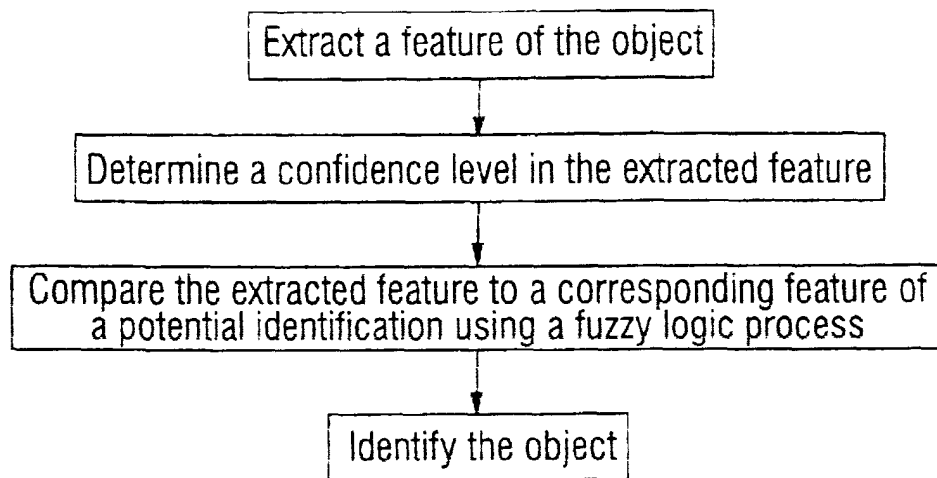 Extract a feature of the object
Determine a confidence level in the extracted feature
Compare the extracted feature to a corresponding feature of
a potential identification using a fuzzy logic process
Identify the object